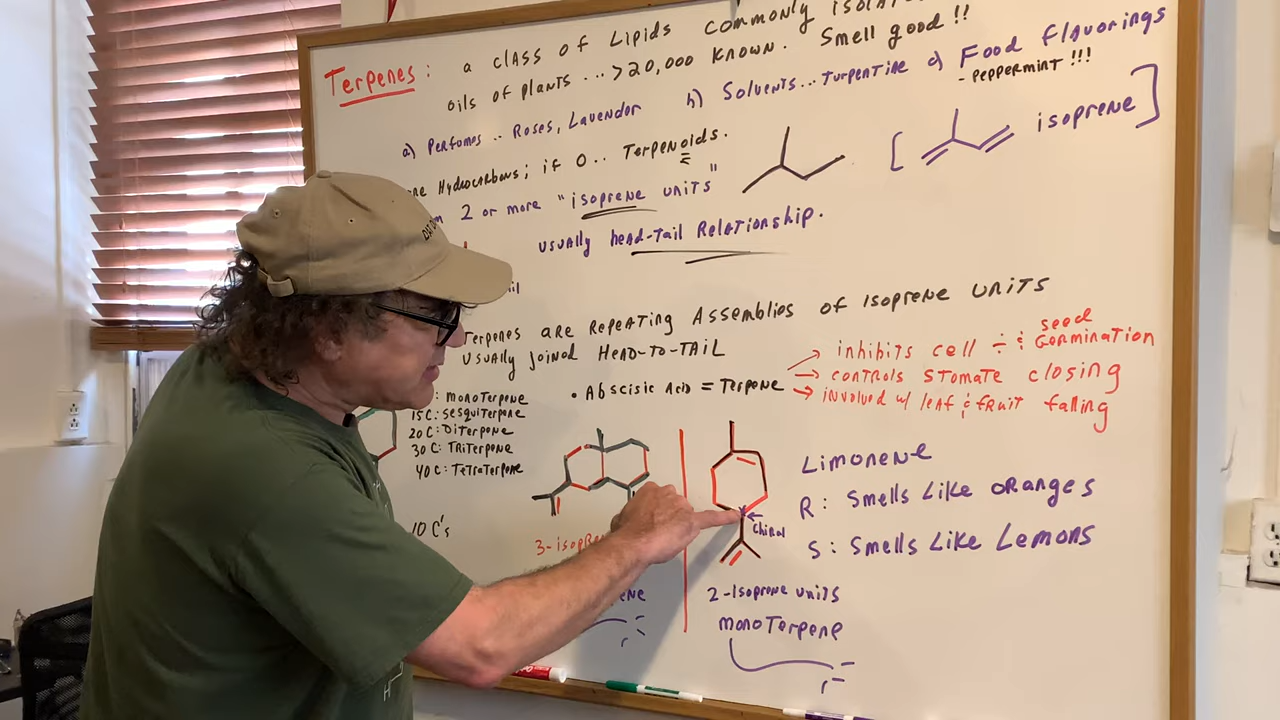 Terpenes: a class of Lipids commonly
oils of plants ... >20,000 known. Smell good!!
a) Perfumes .. Roses, Lavendor b) Solvents... Turpentine c) Food flavorings
- Peppermint!!!
Hydrocarbons; if O.. Terpenoids.
2 or more "isoprene units"
[ isoprene ]
usually head-tail Relationship.
Terpenes are Repeating Assemblies of isoprene units
usually joined Head-to-Tail
• Abscisic Acid = Terpene
→ inhibits cell ÷ & seed Germination
→ controls stomate closing
→ involved w/ leaf & fruit falling
: monoTerpene
15C: sesquiTerpene
20C: DiTerpene
30C: TRiTerpene
40C: TetraTerpene
10 C's
Limonene
R: Smells Like oranges
S: Smells Like Lemons
Chiral
2-Isoprene units
monoTerpene